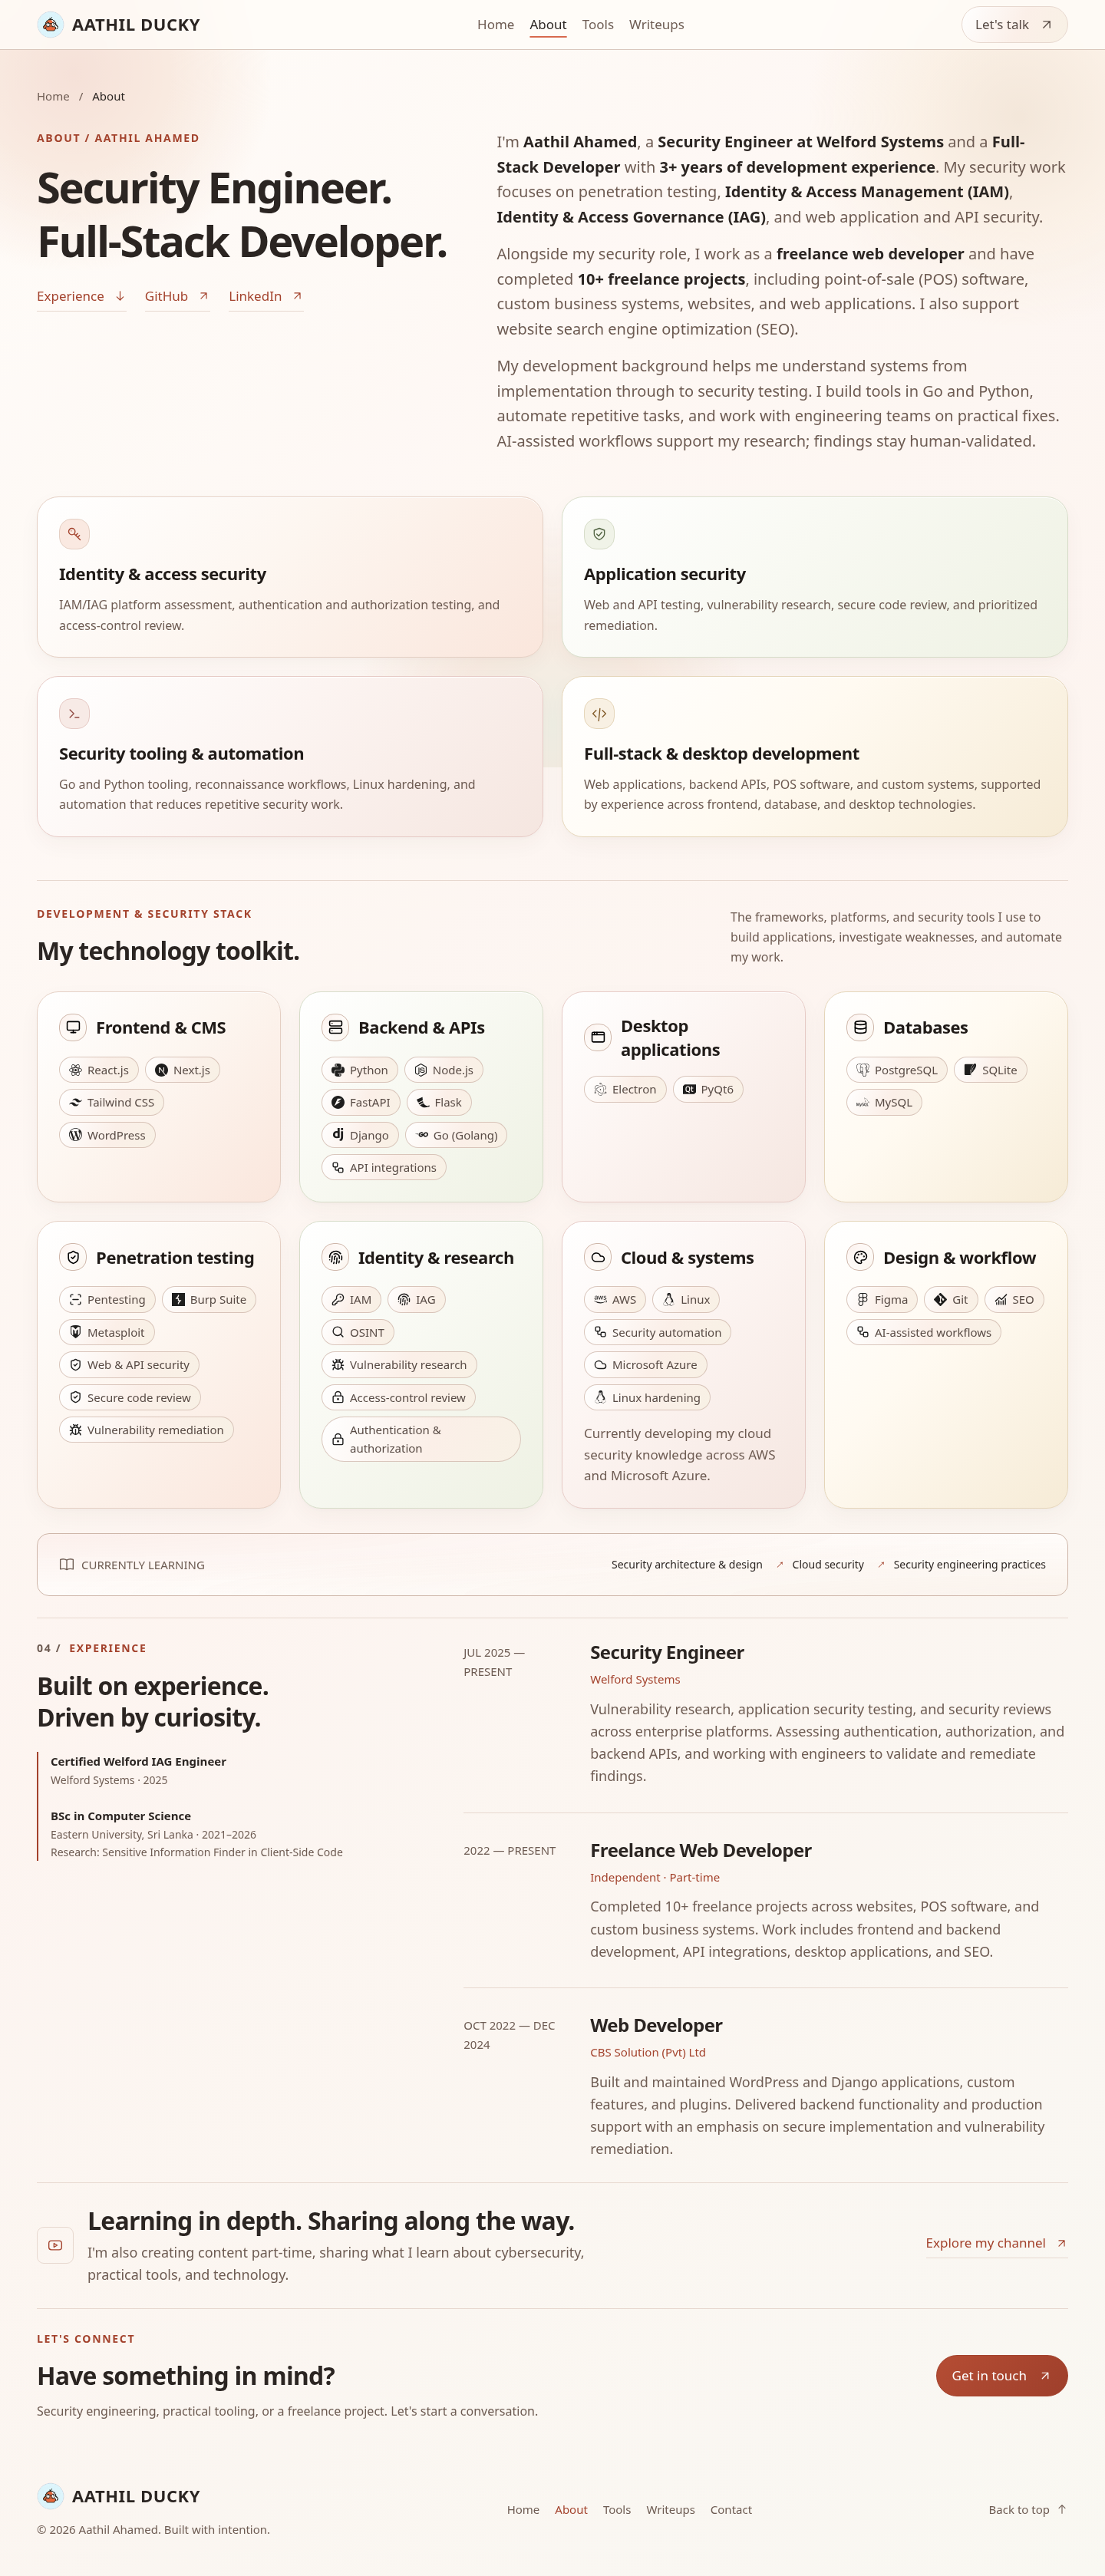 AATHIL DUCKY
Home About Tools Writeups
Let's talk
Home / About
ABOUT / AATHIL AHAMED
Security Engineer.
Full-Stack Developer.
Experience GitHub LinkedIn
I'm Aathil Ahamed, a Security Engineer at Welford Systems and a Full-
Stack Developer with 3+ years of development experience. My security work
focuses on penetration testing, Identity & Access Management (IAM),
Identity & Access Governance (IAG), and web application and API security.
Alongside my security role, I work as a freelance web developer and have
completed 10+ freelance projects, including point-of-sale (POS) software,
custom business systems, websites, and web applications. I also support
website search engine optimization (SEO).
My development background helps me understand systems from
implementation through to security testing. I build tools in Go and Python,
automate repetitive tasks, and work with engineering teams on practical fixes.
AI-assisted workflows support my research; findings stay human-validated.
Identity & access security
IAM/IAG platform assessment, authentication and authorization testing, and
access-control review.
Application security
Web and API testing, vulnerability research, secure code review, and prioritized
remediation.
Security tooling & automation
Go and Python tooling, reconnaissance workflows, Linux hardening, and
automation that reduces repetitive security work.
Full-stack & desktop development
Web applications, backend APIs, POS software, and custom systems, supported
by experience across frontend, database, and desktop technologies.
DEVELOPMENT & SECURITY STACK
My technology toolkit.
The frameworks, platforms, and security tools I use to
build applications, investigate weaknesses, and automate
my work.
Frontend & CMS
React.js Next.js
Tailwind CSS
WordPress
Backend & APIs
Python Node.js
FastAPI Flask
Django Go (Golang)
API integrations
Desktop
applications
Electron PyQt6
Databases
PostgreSQL SQLite
MySQL
Penetration testing
Pentesting Burp Suite
Metasploit
Web & API security
Secure code review
Vulnerability remediation
Identity & research
IAM IAG
OSINT
Vulnerability research
Access-control review
Authentication &
authorization
Cloud & systems
AWS Linux
Security automation
Microsoft Azure
Linux hardening
Currently developing my cloud
security knowledge across AWS
and Microsoft Azure.
Design & workflow
Figma Git SEO
AI-assisted workflows
CURRENTLY LEARNING
Security architecture & design Cloud security Security engineering practices
04 / EXPERIENCE
Built on experience.
Driven by curiosity.
Certified Welford IAG Engineer
Welford Systems · 2025
BSc in Computer Science
Eastern University, Sri Lanka · 2021–2026
Research: Sensitive Information Finder in Client-Side Code
JUL 2025 —
PRESENT
Security Engineer
Welford Systems
Vulnerability research, application security testing, and security reviews
across enterprise platforms. Assessing authentication, authorization, and
backend APIs, and working with engineers to validate and remediate
findings.
2022 — PRESENT
Freelance Web Developer
Independent · Part-time
Completed 10+ freelance projects across websites, POS software, and
custom business systems. Work includes frontend and backend
development, API integrations, desktop applications, and SEO.
OCT 2022 — DEC
2024
Web Developer
CBS Solution (Pvt) Ltd
Built and maintained WordPress and Django applications, custom
features, and plugins. Delivered backend functionality and production
support with an emphasis on secure implementation and vulnerability
remediation.
Learning in depth. Sharing along the way.
I'm also creating content part-time, sharing what I learn about cybersecurity,
practical tools, and technology.
Explore my channel
LET'S CONNECT
Have something in mind?
Security engineering, practical tooling, or a freelance project. Let's start a conversation.
Get in touch
AATHIL DUCKY
© 2026 Aathil Ahamed. Built with intention.
Home About Tools Writeups Contact
Back to top